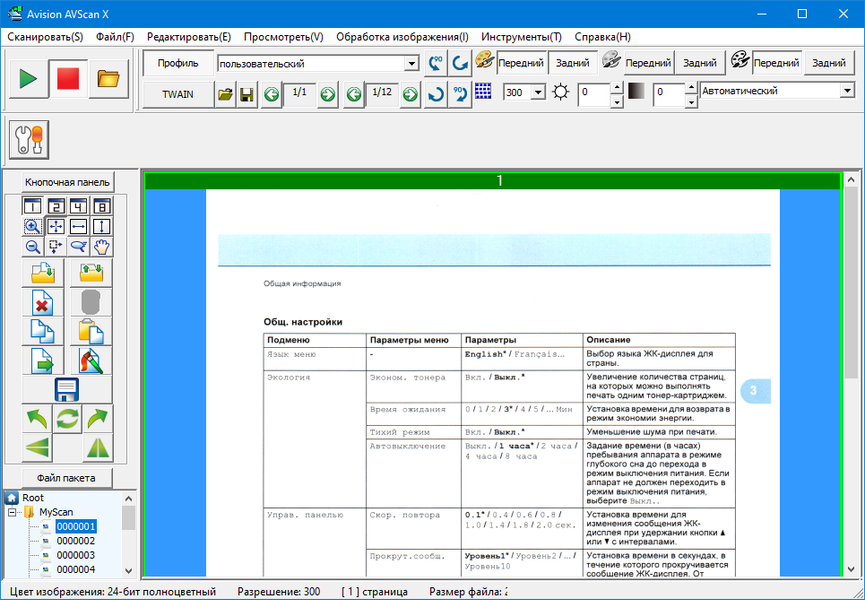 Avision AVScan X
Сканировать(S) Файл(F) Редактировать(E) Просмотреть(V) Обработка изображения(I) Инструменты(T) Справка(H)
Профиль пользовательский 90 Передний Задний Передний Задний Передний Задний
TWAIN 1/1 1/12 90 300 0 0 Автоматический
Кнопочная панель
1 2 4 8
1
Общая информация
Общ. настройки
Подменю Параметры меню Параметры Описание
Язык меню - English*/Français... Выбор языка ЖК-дисплея для
страны.
Экология Эконом. тонера Вкл./Выкл.* Увеличение количества страниц,
на которых можно выполнять
печать одним тонер-картриджем.
Время ожидания 0/1/2/3*/4/5/... Мин Установка времени для возврата в
режим экономии энергии.
Тихий режим Вкл./Выкл.* Уменьшение шума при печати.
Автовыключение Выкл./1 часа*/2 часа/
4 часа/8 часа
Задание времени (в часах)
пребывания аппарата в режиме
глубокого сна до перехода в
режим выключения питания. Если
аппарат не должен переходить в
режим выключения питания,
выберите Выкл..
Управ. панелью Скор. повтора 0.1*/0.4/0.6/0.8/
1.0/1.4/1.8/2.0 сек.
Установка времени для
изменения сообщения ЖК-
дисплея при удержании кнопки ▲
или ▼ с интервалами.
Прокрут.сообщ. Уровень1*/Уровень2/.../
Уровень10
Установка времени в секундах, в
течение которого прокручивается
сообщение ЖК-дисплея. От
3
Файл пакета
Root
MyScan
0000001
0000002
0000003
0000004
Цвет изображения: 24-бит полноцветный Разрешение: 300 [ 1 ] страница Размер файла: